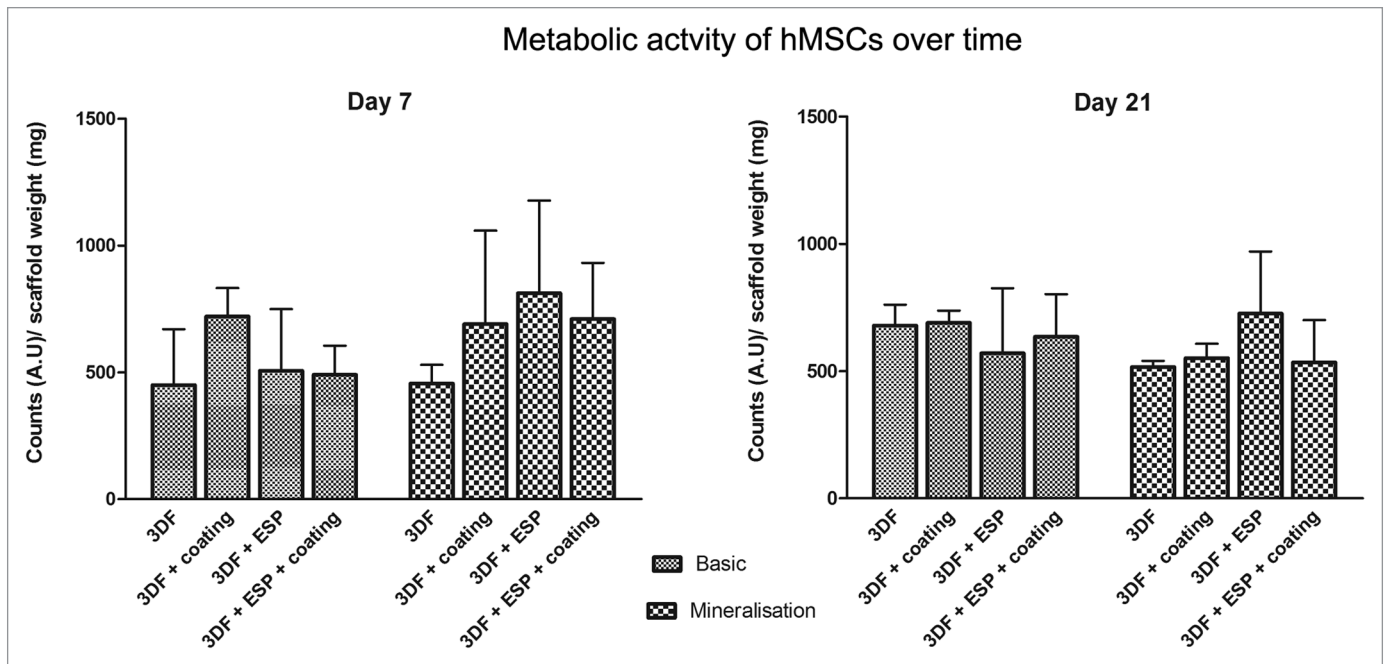 Metabolic actvity of hMSCs over time
Day 7
Counts (A.U)/ scaffold weight (mg)
1500
1000
500
0
3DF
3DF + coating
3DF + ESP
3DF + ESP + coating
3DF
3DF + coating
3DF + ESP
3DF + ESP + coating
Day 21
Counts (A.U)/ scaffold weight (mg)
1500
1000
500
0
3DF
3DF + coating
3DF + ESP
3DF + ESP + coating
3DF
3DF + coating
3DF + ESP
3DF + ESP + coating
Basic
Mineralisation